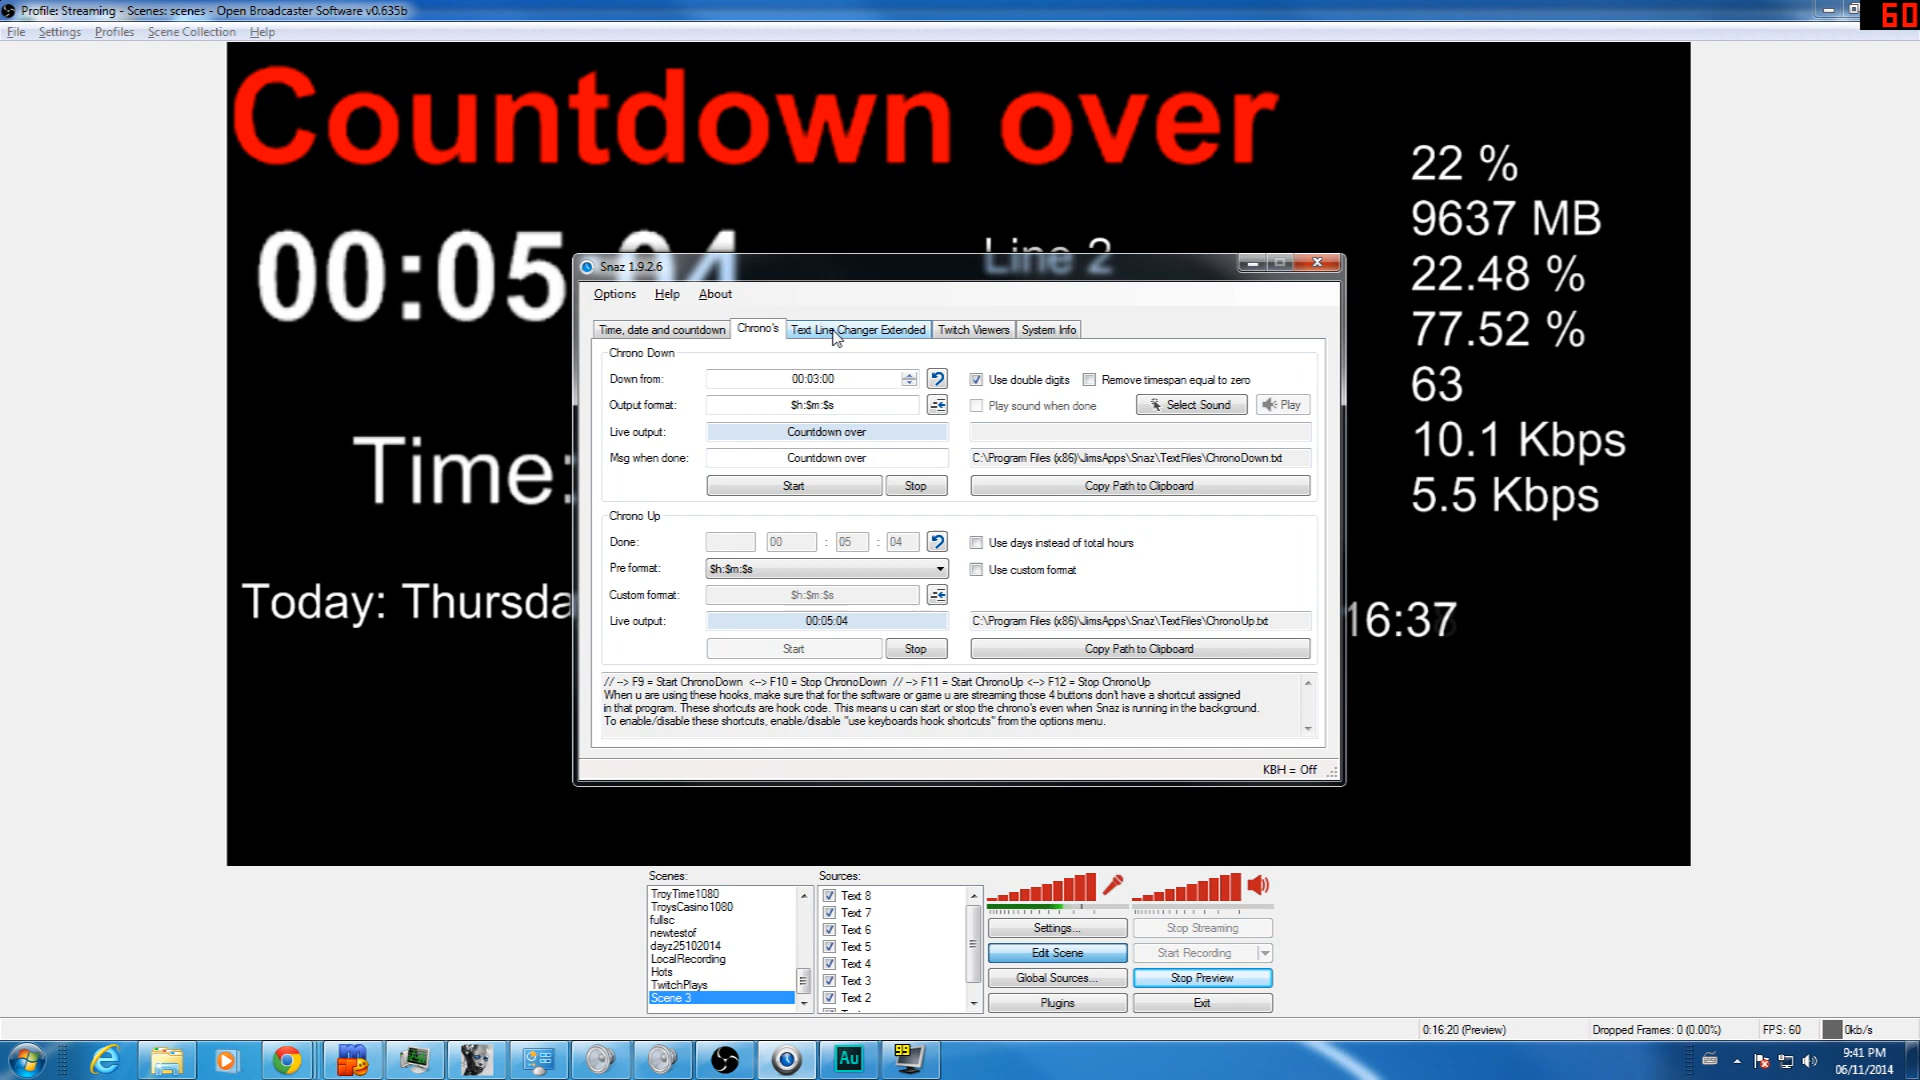 Profile: Streaming - Scenes: scenes - Open Broadcaster Software v0.635b
60
File Settings Profiles Scene Collection Help
Countdown over
22 %
9637 MB
22.48 %
77.52 %
63
10.1 Kbps
5.5 Kbps
00:05:04
Line 2
Time:
Today: Thursda
16:37
Snaz 1.9.2.6
Options Help About
Time, date and countdown Chrono's Text Line Changer Extended Twitch Viewers System Info
Chrono Down
Down from: 00:03:00 Use double digits Remove timespan equal to zero
Output format: $h:$m:$s Play sound when done Select Sound Play
Live output: Countdown over
Msg when done: Countdown over C:\Program Files (x86)\JimsApps\Snaz\TextFiles\ChronoDown.txt
Start Stop Copy Path to Clipboard
Chrono Up
Done: 00 : 05 : 04 Use days instead of total hours
Pre format: $h:$m:$s Use custom format
Custom format: $h:$m:$s
Live output: 00:05:04 C:\Program Files (x86)\JimsApps\Snaz\TextFiles\ChronoUp.txt
Start Stop Copy Path to Clipboard
// --> F9 = Start ChronoDown <--> F10 = Stop ChronoDown // --> F11 = Start ChronoUp <--> F12 = Stop ChronoUp
When u are using these hooks, make sure that for the software or game u are streaming those 4 buttons don't have a shortcut assigned
in that program. These shortcuts are hook code. This means u can start or stop the chrono's even when Snaz is running in the background.
To enable/disable these shortcuts, enable/disable "use keyboards hook shortcuts" from the options menu.
KBH = Off
Scenes:
TroyTime1080
TroysCasino1080
fullsc
newtestof
dayz25102014
LocalRecording
Hots
TwitchPlays
Scene 3
Sources:
Text 8
Text 7
Text 6
Text 5
Text 4
Text 3
Text 2
Settings... Stop Streaming
Edit Scene Start Recording
Global Sources... Stop Preview
Plugins Exit
0:16:20 (Preview) Dropped Frames: 0 (0.00%) FPS: 60 0kb/s
Au
99
9:41 PM
06/11/2014